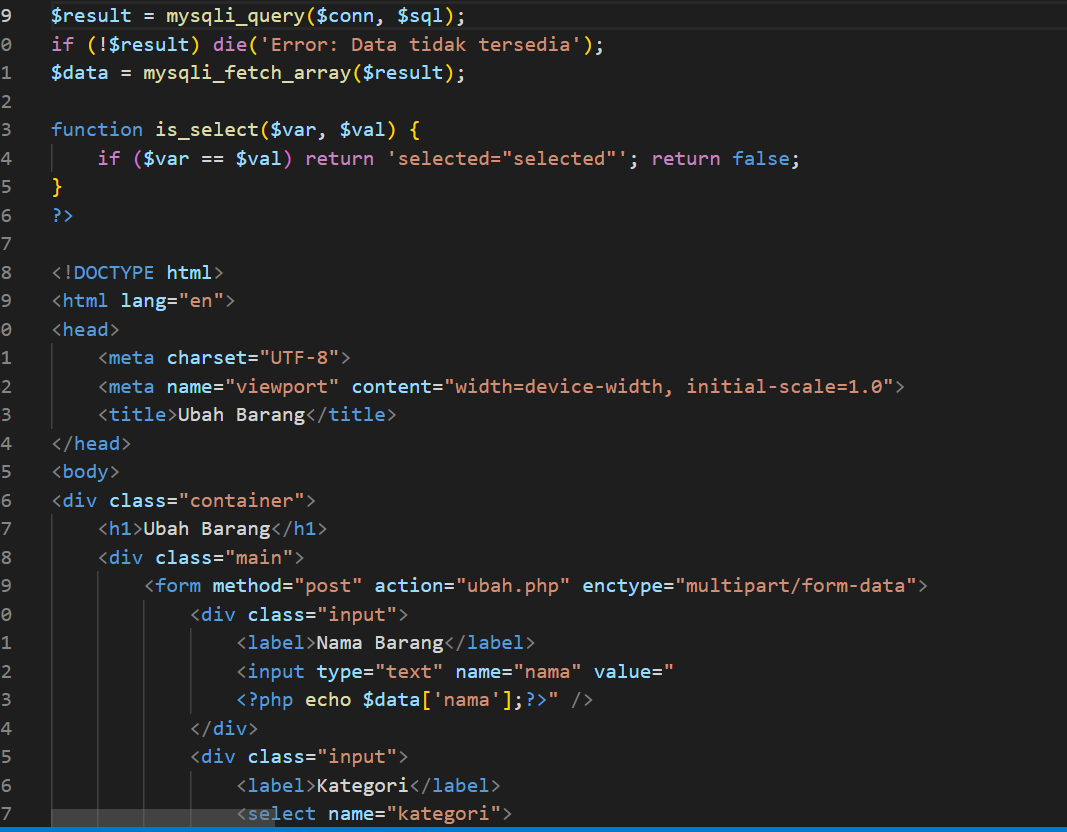 9 $result = mysqli_query($conn, $sql);
0 if (!$result) die('Error: Data tidak tersedia');
1 $data = mysqli_fetch_array($result);
2
3 function is_select($var, $val) {
4     if ($var == $val) return 'selected="selected"'; return false;
5 }
6 ?>
7
8 <!DOCTYPE html>
9 <html lang="en">
0 <head>
1     <meta charset="UTF-8">
2     <meta name="viewport" content="width=device-width, initial-scale=1.0">
3     <title>Ubah Barang</title>
4 </head>
5 <body>
6 <div class="container">
7     <h1>Ubah Barang</h1>
8     <div class="main">
9         <form method="post" action="ubah.php" enctype="multipart/form-data">
0             <div class="input">
1                 <label>Nama Barang</label>
2                 <input type="text" name="nama" value="
3                 <?php echo $data['nama'];?>" />
4             </div>
5             <div class="input">
6                 <label>Kategori</label>
7                 <select name="kategori">